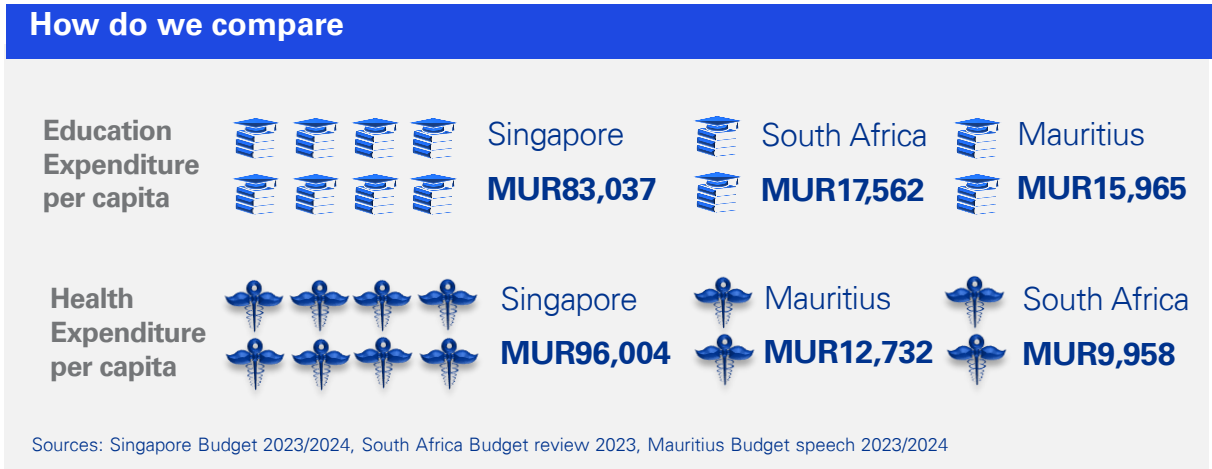 How do we compare
Education
Expenditure
per capita
Singapore
MUR83,037
South Africa
MUR17,562
Mauritius
MUR15,965
Health
Expenditure
per capita
Singapore
MUR96,004
Mauritius
MUR12,732
South Africa
MUR9,958
Sources: Singapore Budget 2023/2024, South Africa Budget review 2023, Mauritius Budget speech 2023/2024